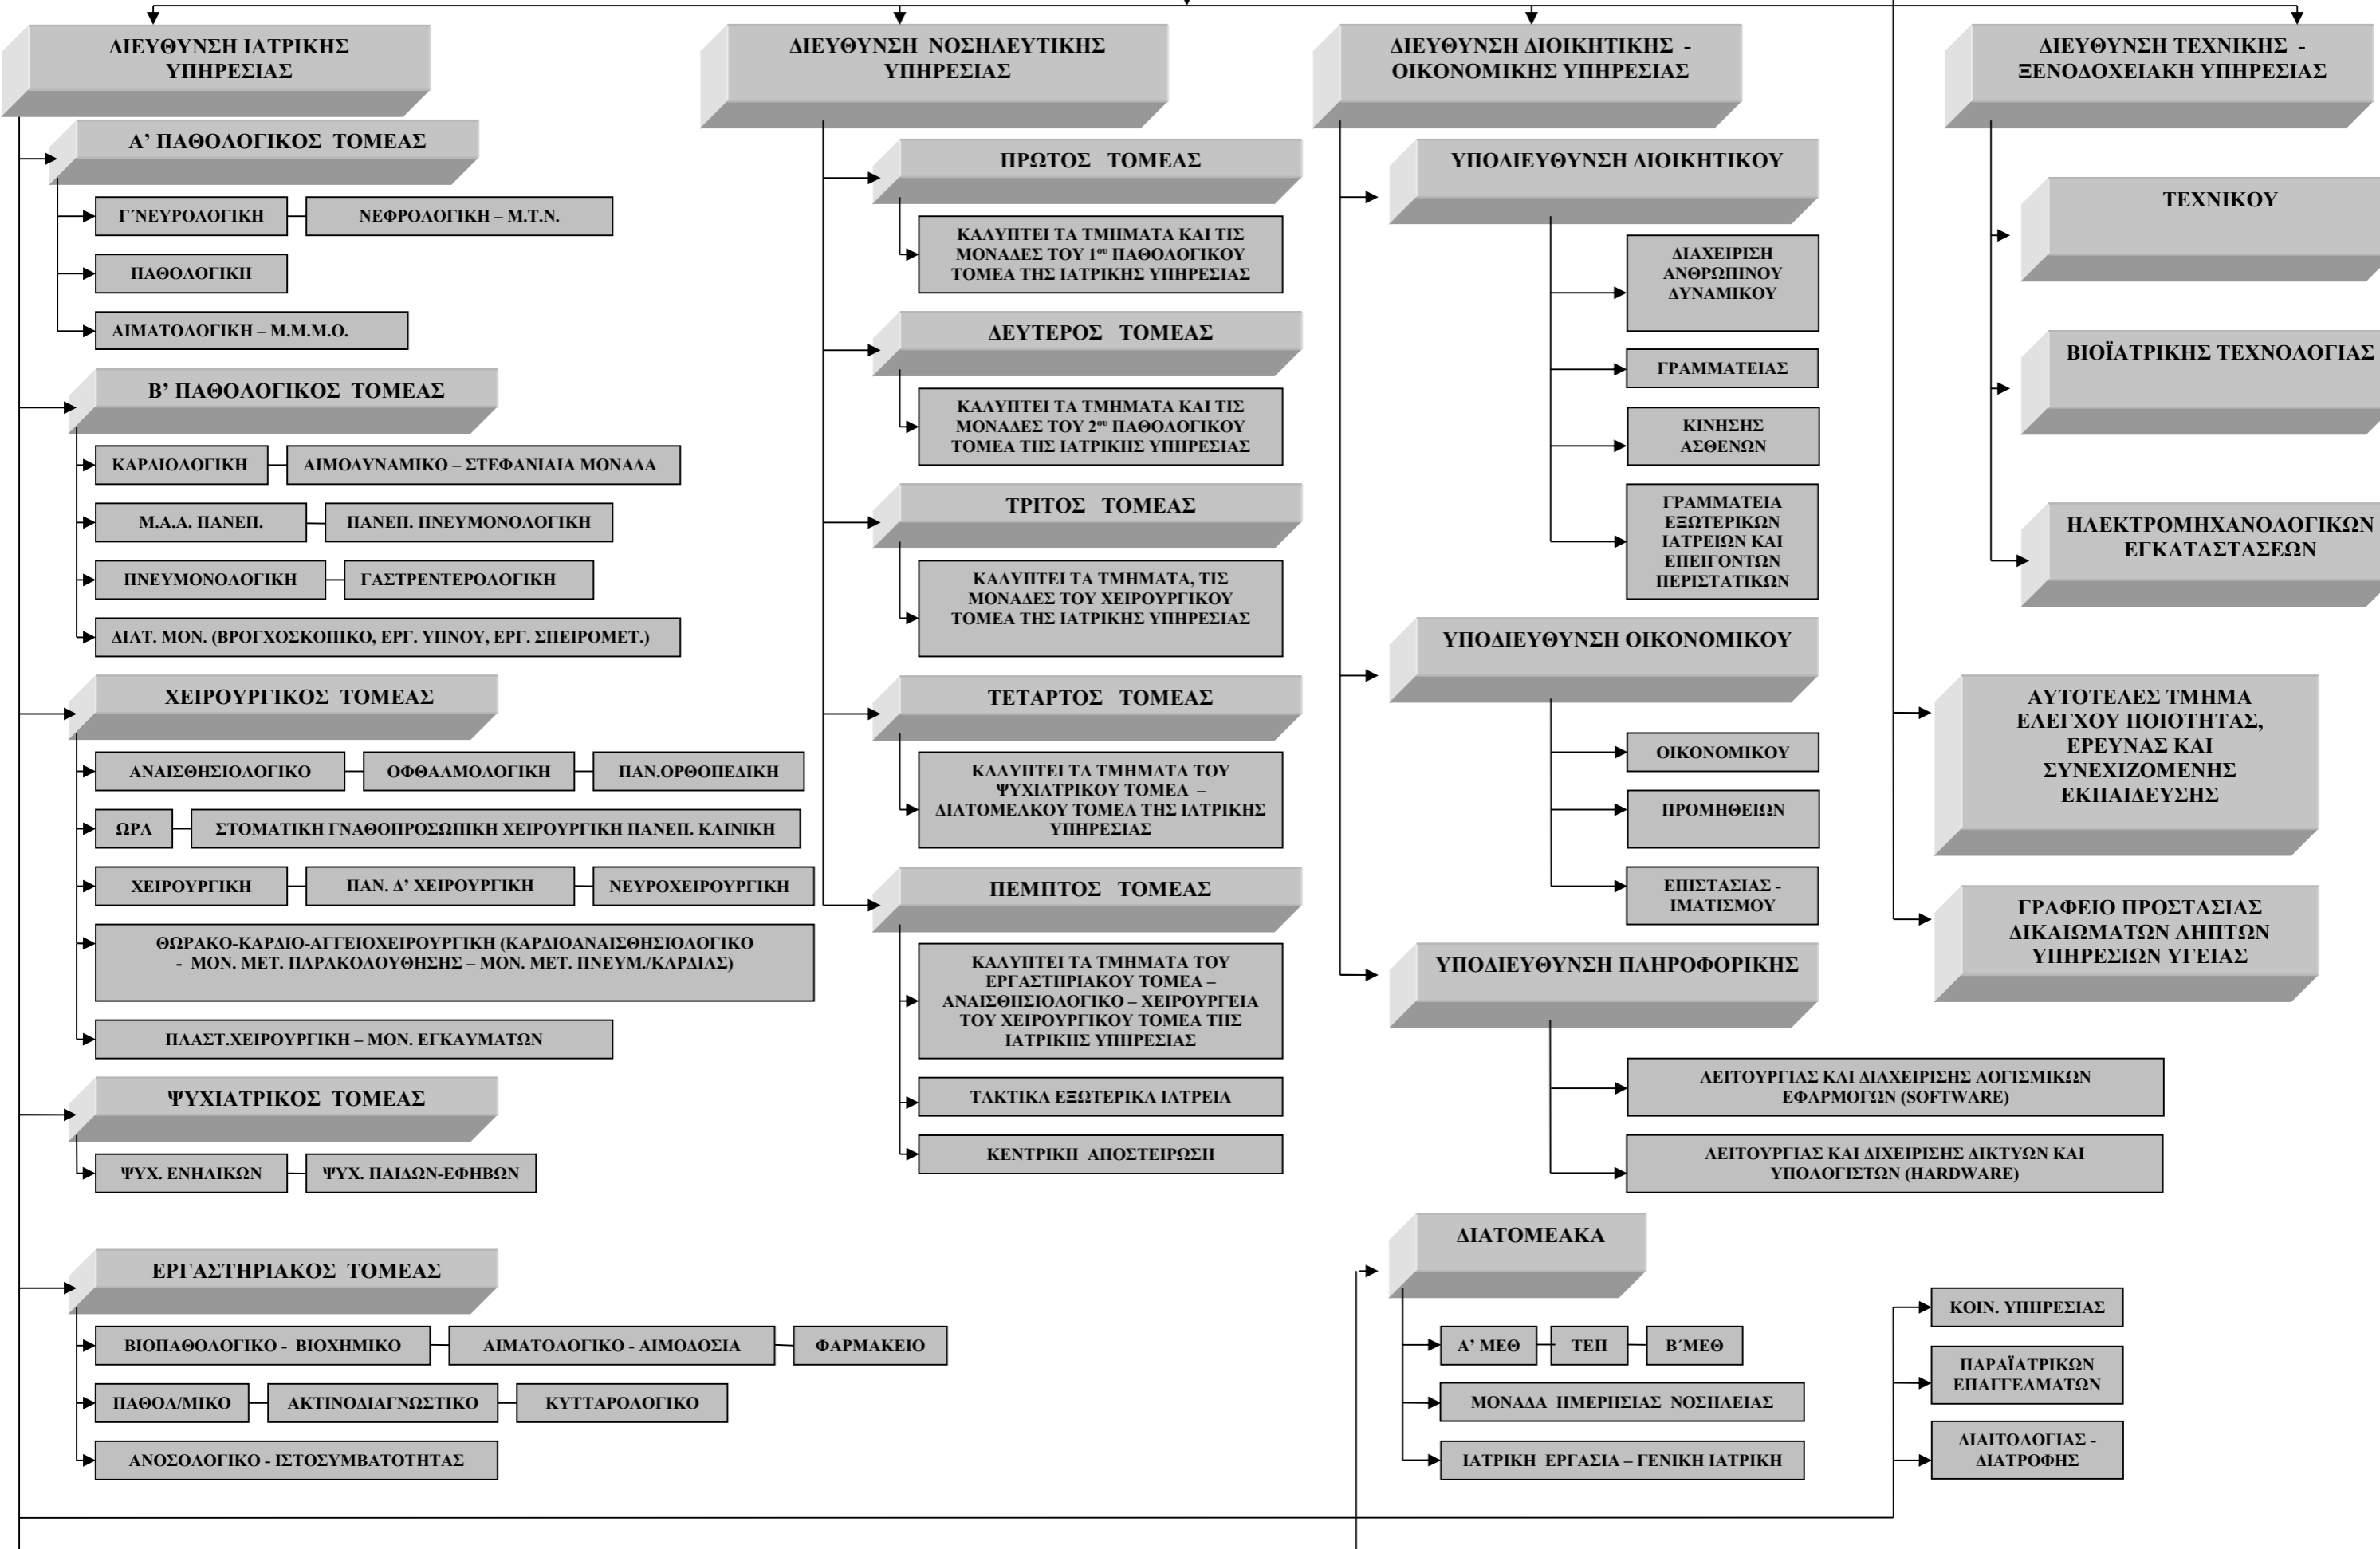 ΔΙΕΥΘΥΝΣΗ ΙΑΤΡΙΚΗΣ
ΥΠΗΡΕΣΙΑΣ
Α’ ΠΑΘΟΛΟΓΙΚΟΣ ΤΟΜΕΑΣ
Γ΄ΝΕΥΡΟΛΟΓΙΚΗ
ΝΕΦΡΟΛΟΓΙΚΗ – Μ.Τ.Ν.
ΠΑΘΟΛΟΓΙΚΗ
ΑΙΜΑΤΟΛΟΓΙΚΗ – Μ.Μ.Μ.Ο.
Β’ ΠΑΘΟΛΟΓΙΚΟΣ ΤΟΜΕΑΣ
ΚΑΡΔΙΟΛΟΓΙΚΗ
ΑΙΜΟΔΥΝΑΜΙΚΟ – ΣΤΕΦΑΝΙΑΙΑ ΜΟΝΑΔΑ
Μ.Α.Α. ΠΑΝΕΠ.
ΠΑΝΕΠ. ΠΝΕΥΜΟΝΟΛΟΓΙΚΗ
ΠΝΕΥΜΟΝΟΛΟΓΙΚΗ
ΓΑΣΤΡΕΝΤΕΡΟΛΟΓΙΚΗ
ΔΙΑΤ. ΜΟΝ. (ΒΡΟΓΧΟΣΚΟΠΙΚΟ, ΕΡΓ. ΥΠΝΟΥ, ΕΡΓ. ΣΠΕΙΡΟΜΕΤ.)
ΧΕΙΡΟΥΡΓΙΚΟΣ ΤΟΜΕΑΣ
ΑΝΑΙΣΘΗΣΙΟΛΟΓΙΚΟ
ΟΦΘΑΛΜΟΛΟΓΙΚΗ
ΠΑΝ.ΟΡΘΟΠΕΔΙΚΗ
ΩΡΛ
ΣΤΟΜΑΤΙΚΗ ΓΝΑΘΟΠΡΟΣΩΠΙΚΗ ΧΕΙΡΟΥΡΓΙΚΗ ΠΑΝΕΠ. ΚΛΙΝΙΚΗ
ΧΕΙΡΟΥΡΓΙΚΗ
ΠΑΝ. Δ’ ΧΕΙΡΟΥΡΓΙΚΗ
ΝΕΥΡΟΧΕΙΡΟΥΡΓΙΚΗ
ΘΩΡΑΚΟ-ΚΑΡΔΙΟ-ΑΓΓΕΙΟΧΕΙΡΟΥΡΓΙΚΗ (ΚΑΡΔΙΟΑΝΑΙΣΘΗΣΙΟΛΟΓΙΚΟ
- ΜΟΝ. ΜΕΤ. ΠΑΡΑΚΟΛΟΥΘΗΣΗΣ – ΜΟΝ. ΜΕΤ. ΠΝΕΥΜ./ΚΑΡΔΙΑΣ)
ΠΛΑΣΤ.ΧΕΙΡΟΥΡΓΙΚΗ – ΜΟΝ. ΕΓΚΑΥΜΑΤΩΝ
ΨΥΧΙΑΤΡΙΚΟΣ ΤΟΜΕΑΣ
ΨΥΧ. ΕΝΗΛΙΚΩΝ
ΨΥΧ. ΠΑΙΔΩΝ-ΕΦΗΒΩΝ
ΕΡΓΑΣΤΗΡΙΑΚΟΣ ΤΟΜΕΑΣ
ΒΙΟΠΑΘΟΛΟΓΙΚΟ - ΒΙΟΧΗΜΙΚΟ
ΑΙΜΑΤΟΛΟΓΙΚΟ - ΑΙΜΟΔΟΣΙΑ
ΦΑΡΜΑΚΕΙΟ
ΠΑΘΟΛ/ΜΙΚΟ
ΑΚΤΙΝΟΔΙΑΓΝΩΣΤΙΚΟ
ΚΥΤΤΑΡΟΛΟΓΙΚΟ
ΑΝΟΣΟΛΟΓΙΚΟ - ΙΣΤΟΣΥΜΒΑΤΟΤΗΤΑΣ
ΔΙΕΥΘΥΝΣΗ ΝΟΣΗΛΕΥΤΙΚΗΣ
ΥΠΗΡΕΣΙΑΣ
ΠΡΩΤΟΣ ΤΟΜΕΑΣ
ΚΑΛΥΠΤΕΙ ΤΑ ΤΜΗΜΑΤΑ ΚΑΙ ΤΙΣ
ΜΟΝΑΔΕΣ ΤΟΥ 1ου ΠΑΘΟΛΟΓΙΚΟΥ
ΤΟΜΕΑ ΤΗΣ ΙΑΤΡΙΚΗΣ ΥΠΗΡΕΣΙΑΣ
ΔΕΥΤΕΡΟΣ ΤΟΜΕΑΣ
ΚΑΛΥΠΤΕΙ ΤΑ ΤΜΗΜΑΤΑ ΚΑΙ ΤΙΣ
ΜΟΝΑΔΕΣ ΤΟΥ 2ου ΠΑΘΟΛΟΓΙΚΟΥ
ΤΟΜΕΑ ΤΗΣ ΙΑΤΡΙΚΗΣ ΥΠΗΡΕΣΙΑΣ
ΤΡΙΤΟΣ ΤΟΜΕΑΣ
ΚΑΛΥΠΤΕΙ ΤΑ ΤΜΗΜΑΤΑ, ΤΙΣ
ΜΟΝΑΔΕΣ ΤΟΥ ΧΕΙΡΟΥΡΓΙΚΟΥ
ΤΟΜΕΑ ΤΗΣ ΙΑΤΡΙΚΗΣ ΥΠΗΡΕΣΙΑΣ
ΤΕΤΑΡΤΟΣ ΤΟΜΕΑΣ
ΚΑΛΥΠΤΕΙ ΤΑ ΤΜΗΜΑΤΑ ΤΟΥ
ΨΥΧΙΑΤΡΙΚΟΥ ΤΟΜΕΑ –
ΔΙΑΤΟΜΕΑΚΟΥ ΤΟΜΕΑ ΤΗΣ ΙΑΤΡΙΚΗΣ
ΥΠΗΡΕΣΙΑΣ
ΠΕΜΠΤΟΣ ΤΟΜΕΑΣ
ΚΑΛΥΠΤΕΙ ΤΑ ΤΜΗΜΑΤΑ ΤΟΥ
ΕΡΓΑΣΤΗΡΙΑΚΟΥ ΤΟΜΕΑ –
ΑΝΑΙΣΘΗΣΙΟΛΟΓΙΚΟ – ΧΕΙΡΟΥΡΓΕΙΑ
ΤΟΥ ΧΕΙΡΟΥΡΓΙΚΟΥ ΤΟΜΕΑ ΤΗΣ
ΙΑΤΡΙΚΗΣ ΥΠΗΡΕΣΙΑΣ
ΤΑΚΤΙΚΑ ΕΞΩΤΕΡΙΚΑ ΙΑΤΡΕΙΑ
ΚΕΝΤΡΙΚΗ ΑΠΟΣΤΕΙΡΩΣΗ
ΔΙΕΥΘΥΝΣΗ ΔΙΟΙΚΗΤΙΚΗΣ -
ΟΙΚΟΝΟΜΙΚΗΣ ΥΠΗΡΕΣΙΑΣ
ΥΠΟΔΙΕΥΘΥΝΣΗ ΔΙΟΙΚΗΤΙΚΟΥ
ΔΙΑΧΕΙΡΙΣΗ
ΑΝΘΡΩΠΙΝΟΥ
ΔΥΝΑΜΙΚΟΥ
ΓΡΑΜΜΑΤΕΙΑΣ
ΚΙΝΗΣΗΣ
ΑΣΘΕΝΩΝ
ΓΡΑΜΜΑΤΕΙΑ
ΕΞΩΤΕΡΙΚΩΝ
ΙΑΤΡΕΙΩΝ ΚΑΙ
ΕΠΕΙΓΟΝΤΩΝ
ΠΕΡΙΣΤΑΤΙΚΩΝ
ΥΠΟΔΙΕΥΘΥΝΣΗ ΟΙΚΟΝΟΜΙΚΟΥ
ΟΙΚΟΝΟΜΙΚΟΥ
ΠΡΟΜΗΘΕΙΩΝ
ΕΠΙΣΤΑΣΙΑΣ -
ΙΜΑΤΙΣΜΟΥ
ΥΠΟΔΙΕΥΘΥΝΣΗ ΠΛΗΡΟΦΟΡΙΚΗΣ
ΛΕΙΤΟΥΡΓΙΑΣ ΚΑΙ ΔΙΑΧΕΙΡΙΣΗΣ ΛΟΓΙΣΜΙΚΩΝ
ΕΦΑΡΜΟΓΩΝ (SOFTWARE)
ΛΕΙΤΟΥΡΓΙΑΣ ΚΑΙ ΔΙΧΕΙΡΙΣΗΣ ΔΙΚΤΥΩΝ ΚΑΙ
ΥΠΟΛΟΓΙΣΤΩΝ (HARDWARE)
ΔΙΑΤΟΜΕΑΚΑ
Α’ ΜΕΘ
ΤΕΠ
Β΄ΜΕΘ
ΜΟΝΑΔΑ ΗΜΕΡΗΣΙΑΣ ΝΟΣΗΛΕΙΑΣ
ΙΑΤΡΙΚΗ ΕΡΓΑΣΙΑ – ΓΕΝΙΚΗ ΙΑΤΡΙΚΗ
ΔΙΕΥΘΥΝΣΗ ΤΕΧΝΙΚΗΣ -
ΞΕΝΟΔΟΧΕΙΑΚΗ ΥΠΗΡΕΣΙΑΣ
ΤΕΧΝΙΚΟΥ
ΒΙΟΪΑΤΡΙΚΗΣ ΤΕΧΝΟΛΟΓΙΑΣ
ΗΛΕΚΤΡΟΜΗΧΑΝΟΛΟΓΙΚΩΝ
ΕΓΚΑΤΑΣΤΑΣΕΩΝ
ΑΥΤΟΤΕΛΕΣ ΤΜΗΜΑ
ΕΛΕΓΧΟΥ ΠΟΙΟΤΗΤΑΣ,
ΕΡΕΥΝΑΣ ΚΑΙ
ΣΥΝΕΧΙΖΟΜΕΝΗΣ
ΕΚΠΑΙΔΕΥΣΗΣ
ΓΡΑΦΕΙΟ ΠΡΟΣΤΑΣΙΑΣ
ΔΙΚΑΙΩΜΑΤΩΝ ΛΗΠΤΩΝ
ΥΠΗΡΕΣΙΩΝ ΥΓΕΙΑΣ
ΚΟΙΝ. ΥΠΗΡΕΣΙΑΣ
ΠΑΡΑΪΑΤΡΙΚΩΝ
ΕΠΑΓΓΕΛΜΑΤΩΝ
ΔΙΑΙΤΟΛΟΓΙΑΣ -
ΔΙΑΤΡΟΦΗΣ